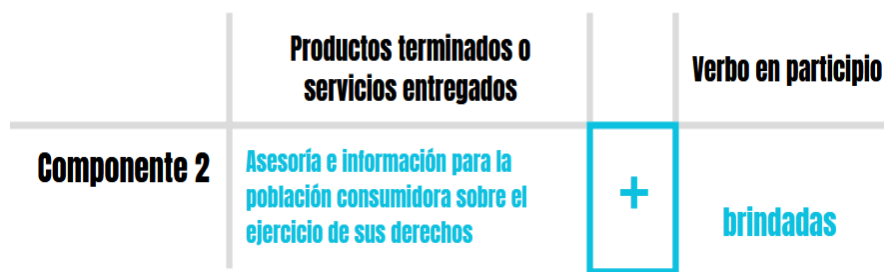 Productos terminados o
servicios entregados
Verbo en participio
Componente 2
Asesoría e información para la
población consumidora sobre el
ejercicio de sus derechos
+
brindadas